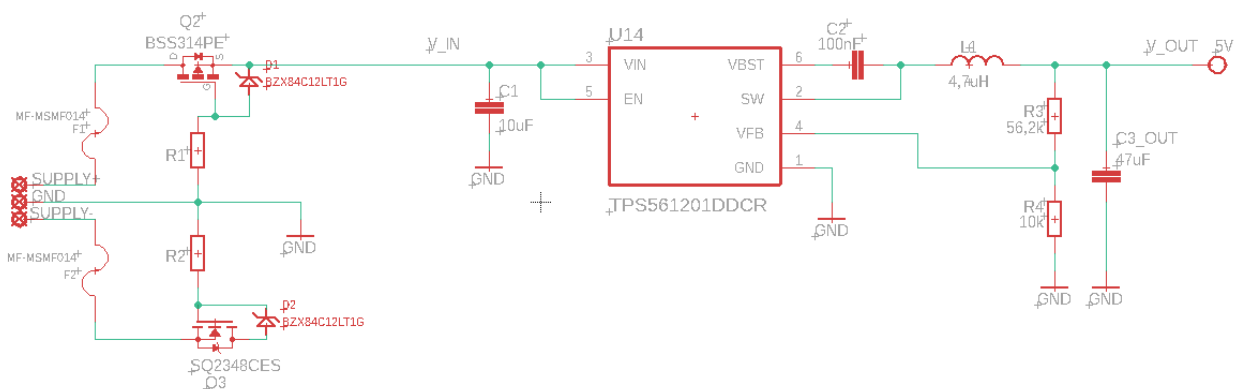 Q2
BSS314PE
D
S
G
D1
BZX84C12LT1G
V_IN
MF-MSMF014
F1
R1
C1
10uF
GND
SUPPLY+
GND
SUPPLY-
R2
GND
MF-MSMF014
F2
D2
BZX84C12LT1G
SQ2348CES
Q3
U14
3
VIN
5
EN
VBST
6
SW
2
VFB
4
GND
1
TPS561201DDCR
C2
100nF
L1
4,7uH
V_OUT
5V
R3
56,2k
C3_OUT
47uF
R4
10k
GND
GND
GND